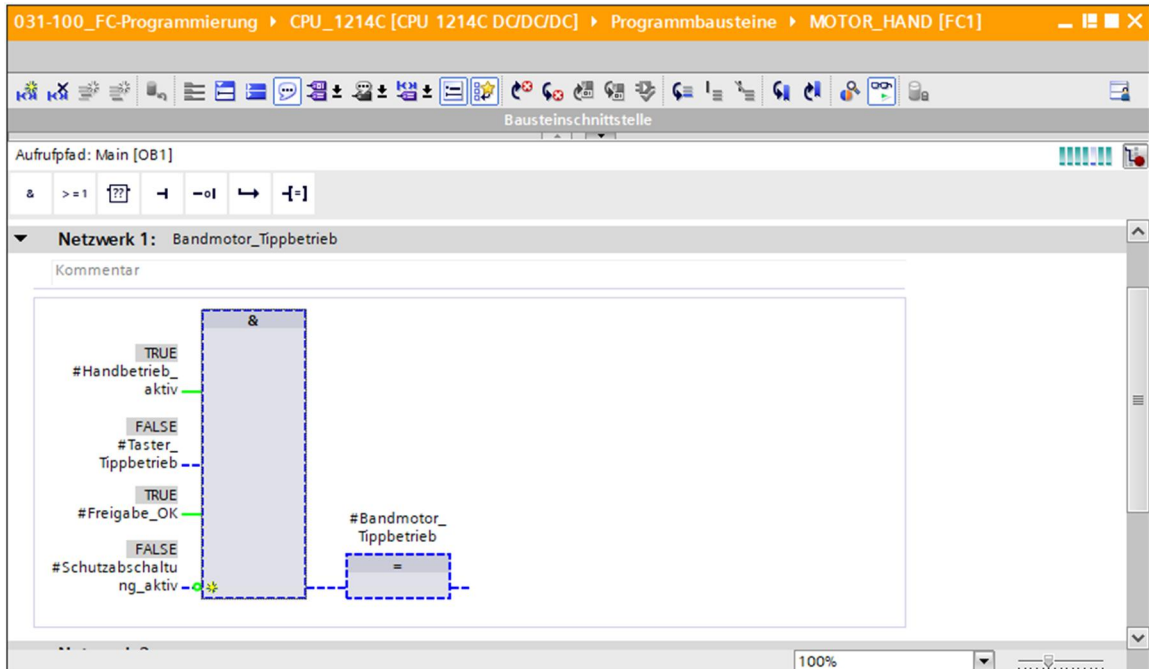 031-100_FC-Programmierung ▸ CPU_1214C [CPU 1214C DC/DC/DC] ▸ Programmbausteine ▸ MOTOR_HAND [FC1]
Bausteinschnittstelle
Aufrufpfad: Main [OB1]
& >=1 ??
Netzwerk 1: Bandmotor_Tippbetrieb
Kommentar
&
TRUE
#Handbetrieb_
aktiv
FALSE
#Taster_
Tippbetrieb
TRUE
#Freigabe_OK
#Bandmotor_
Tippbetrieb
=
FALSE
#Schutzabschaltu
ng_aktiv
100%